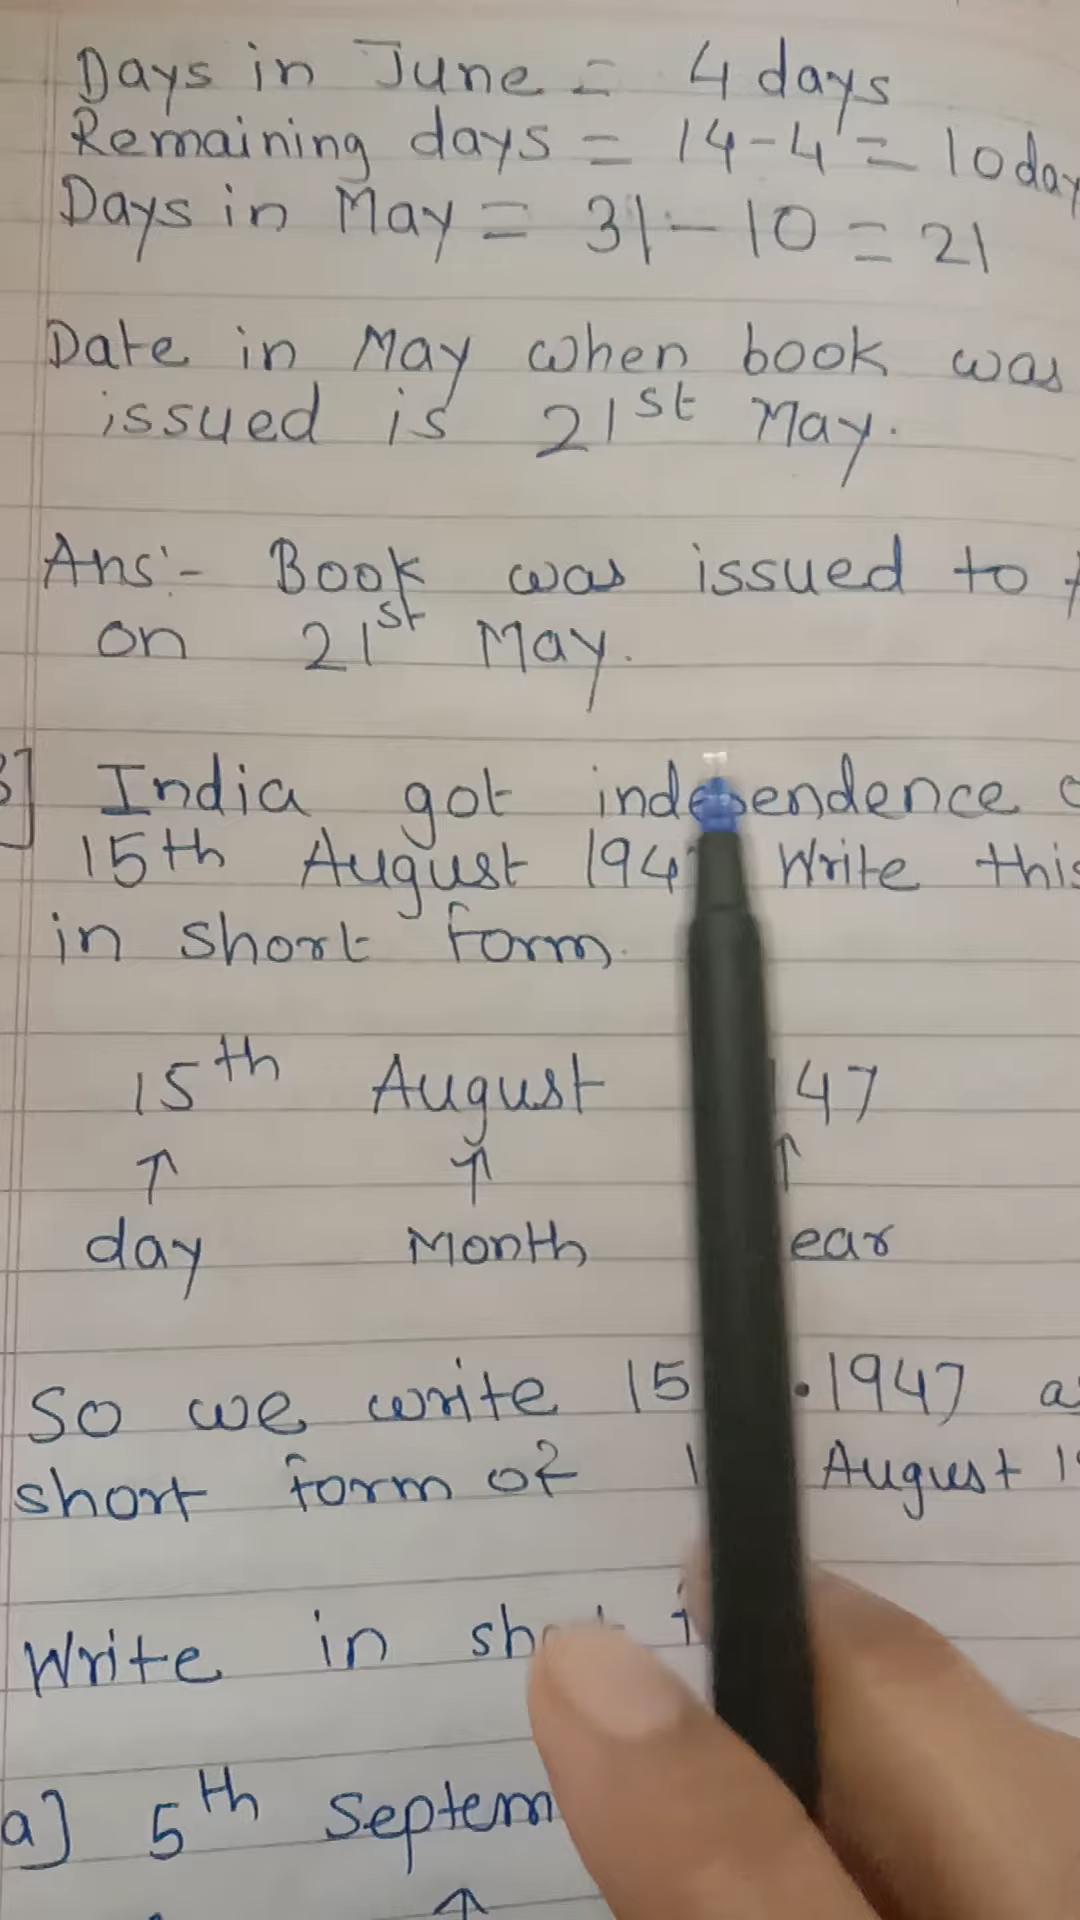 Days in June = 4 days
Remaining days = 14-4 = 10 day
Days in May = 31 - 10 = 21
Date in May when book was
issued is 21st May.
Ans:- Book was issued to
on 21st May.
3] India got independence
15th August 194 Write this
in short form.
15th August 47
↑ ↑ ↑
day Month ear
So we write 15 .1947 a
short form of 1 August 1
Write in
a] 5th Septem
↑